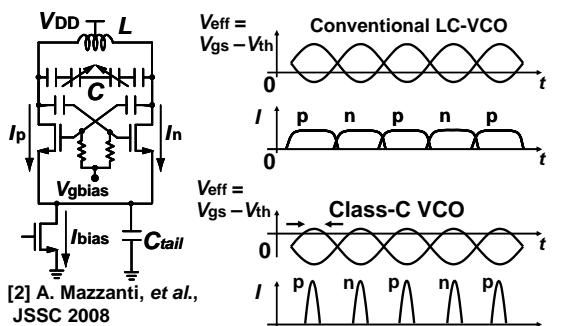 VDD
L
C
Ip
In
Vgbias
Ibias
Ctail
[2] A. Mazzanti, et al.,
JSSC 2008
Veff =
Vgs – Vth
Conventional LC-VCO
0
t
I
p n p n p
0
t
Veff =
Vgs – Vth
Class-C VCO
0
t
I
p n p n p